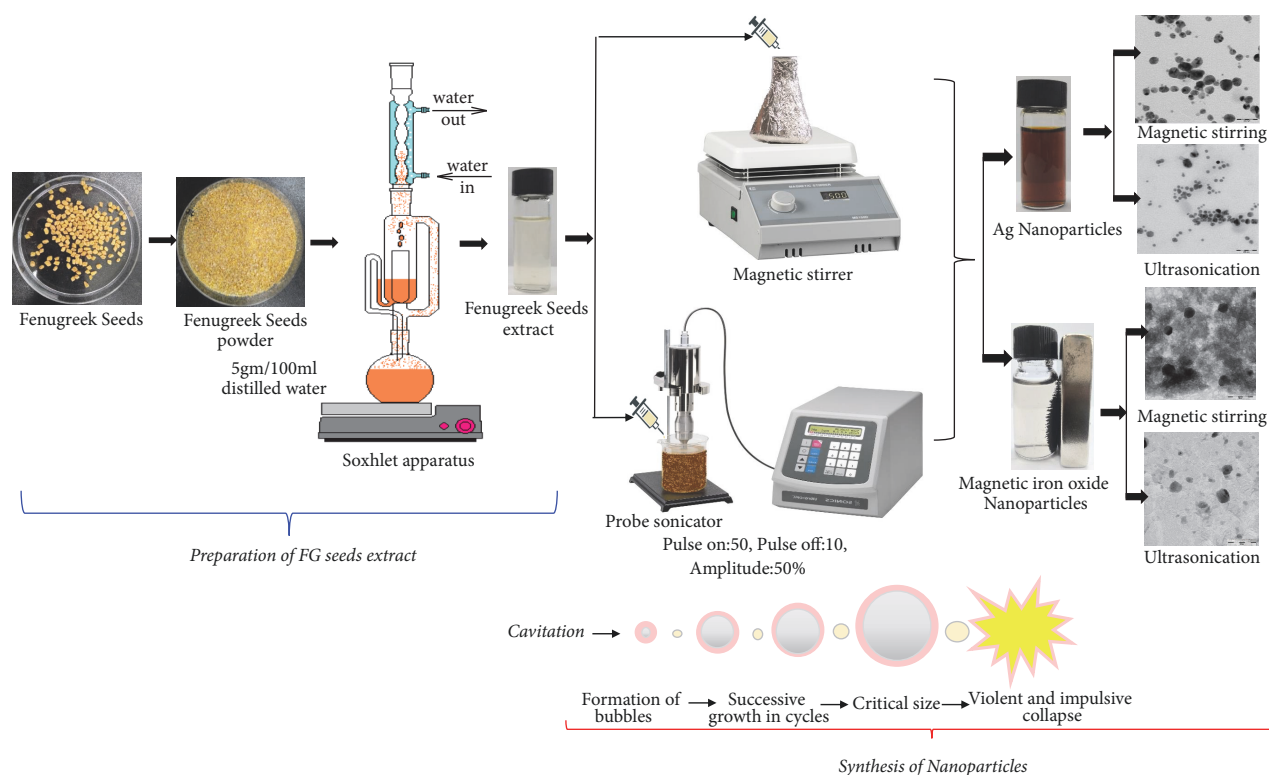 Fenugreek Seeds
Fenugreek Seeds
powder
5gm/100ml
distilled water
water
out
water
in
Soxhlet apparatus
Fenugreek Seeds
extract
Preparation of FG seeds extract
500
Magnetic stirrer
Probe sonicator
Pulse on:50, Pulse off:10,
Amplitude:50%
Ag Nanoparticles
Magnetic stirring
Ultrasonication
Magnetic iron oxide
Nanoparticles
Magnetic stirring
Ultrasonication
Cavitation
Formation of
bubbles
Successive
growth in cycles
Critical size
Violent and impulsive
collapse
Synthesis of Nanoparticles